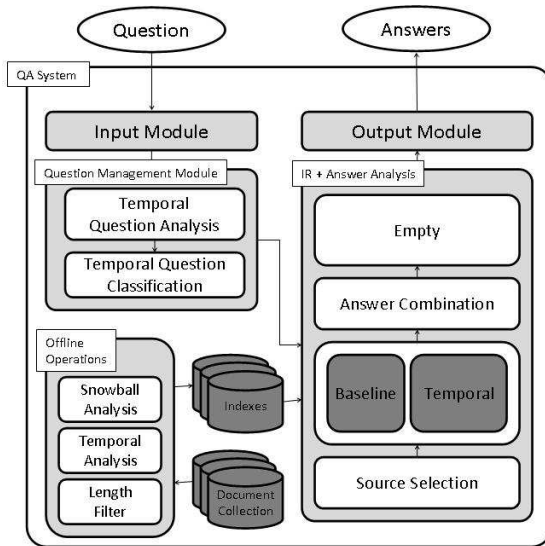 Question
Answers
QA System
Input Module
Output Module
Question Management Module
IR + Answer Analysis
Temporal
Question Analysis
Empty
Temporal Question
Classification
Answer Combination
Offline
Operations
Snowball
Analysis
Indexes
Baseline
Temporal
Temporal
Analysis
Length
Filter
Document
Collection
Source Selection